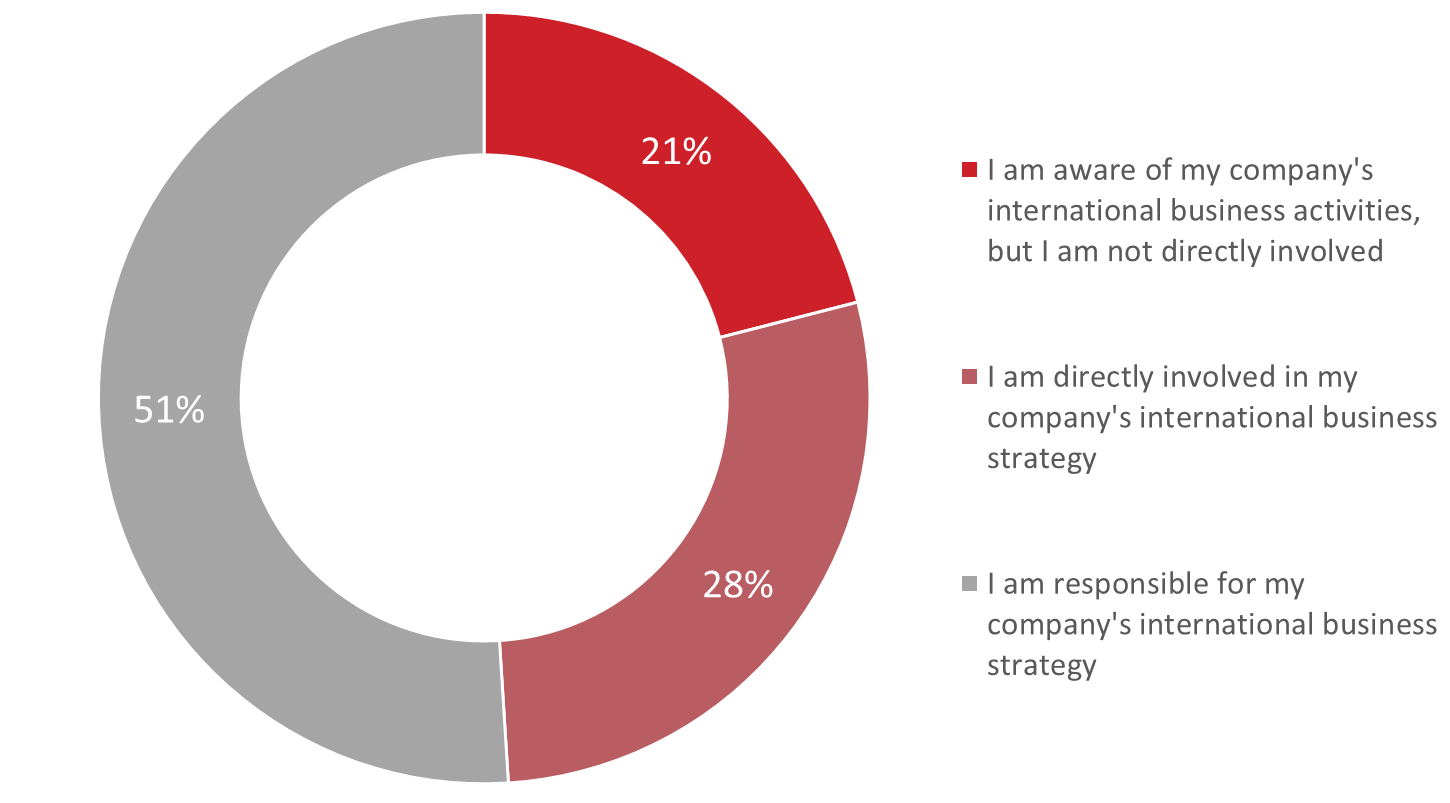 21%
I am aware of my company's
international business activities,
but I am not directly involved
I am directly involved in my
company's international business
strategy
51%
28%
I am responsible for my
company's international business
strategy